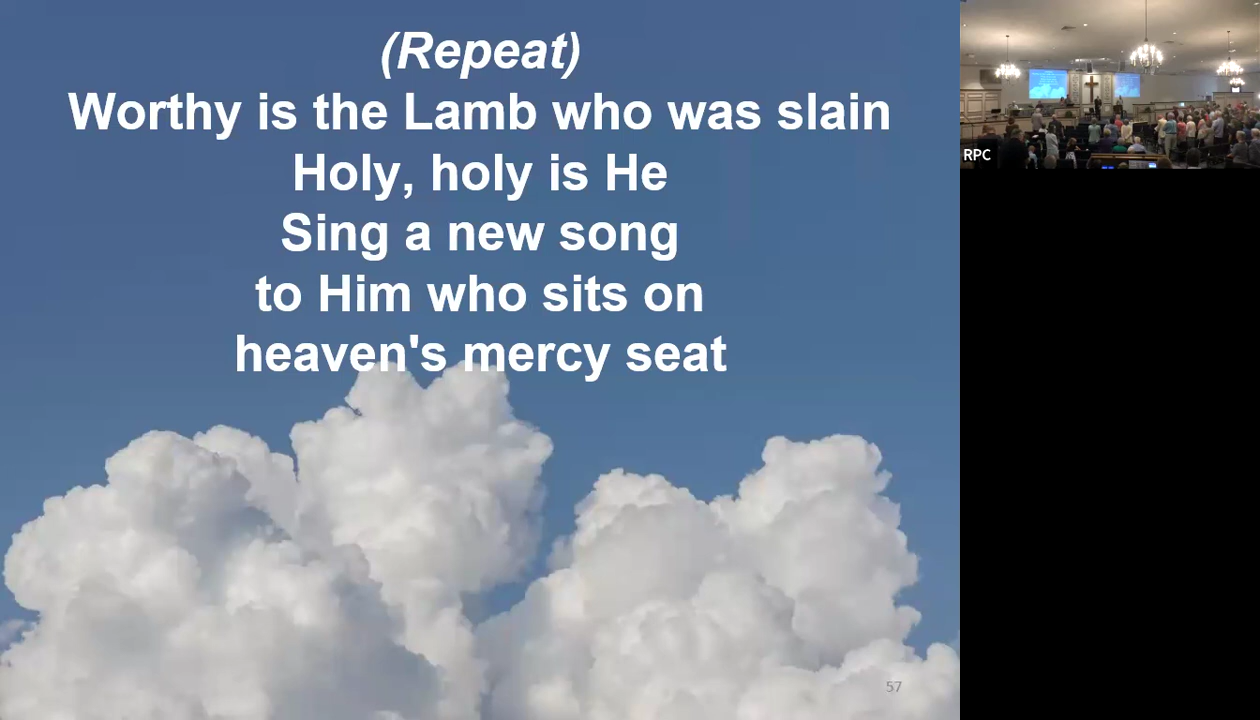 (Repeat)
Worthy is the Lamb who was slain
Holy, holy is He
Sing a new song
to Him who sits on
heaven's mercy seat
57
RPC